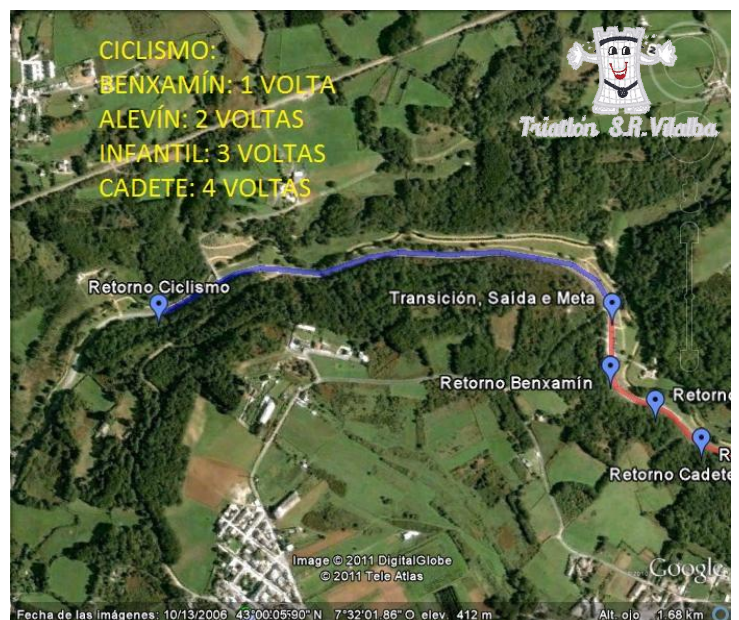 CICLISMO:
BENXAMÍN: 1 VOLTA
ALEVÍN: 2 VOLTAS
INFANTIL: 3 VOLTAS
CADETE: 4 VOLTAS
Triatlón S.R. Vilalba
Retorno Ciclismo
Transición, Saída e Meta
Retorno Benxamín
Retorno
Retorno Cadete
Image © 2011 DigitalGlobe
© 2011 Tele Atlas
Google
Fecha de las imágenes: 10/13/2006 43°00'05.90" N 7°32'01.86" O elev. 412 m Alt. ojo 1.68 km